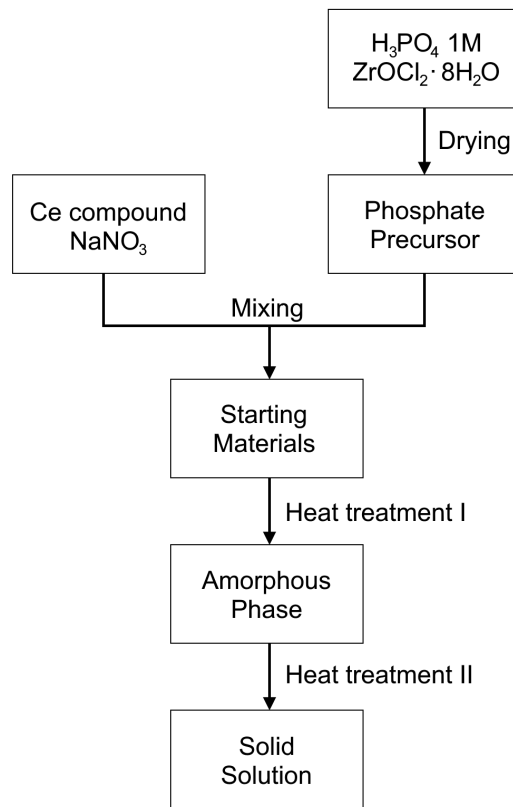 H₃PO₄ 1M
ZrOCl₂· 8H₂O
Drying
Ce compound
NaNO₃
Phosphate
Precursor
Mixing
Starting
Materials
Heat treatment I
Amorphous
Phase
Heat treatment II
Solid
Solution